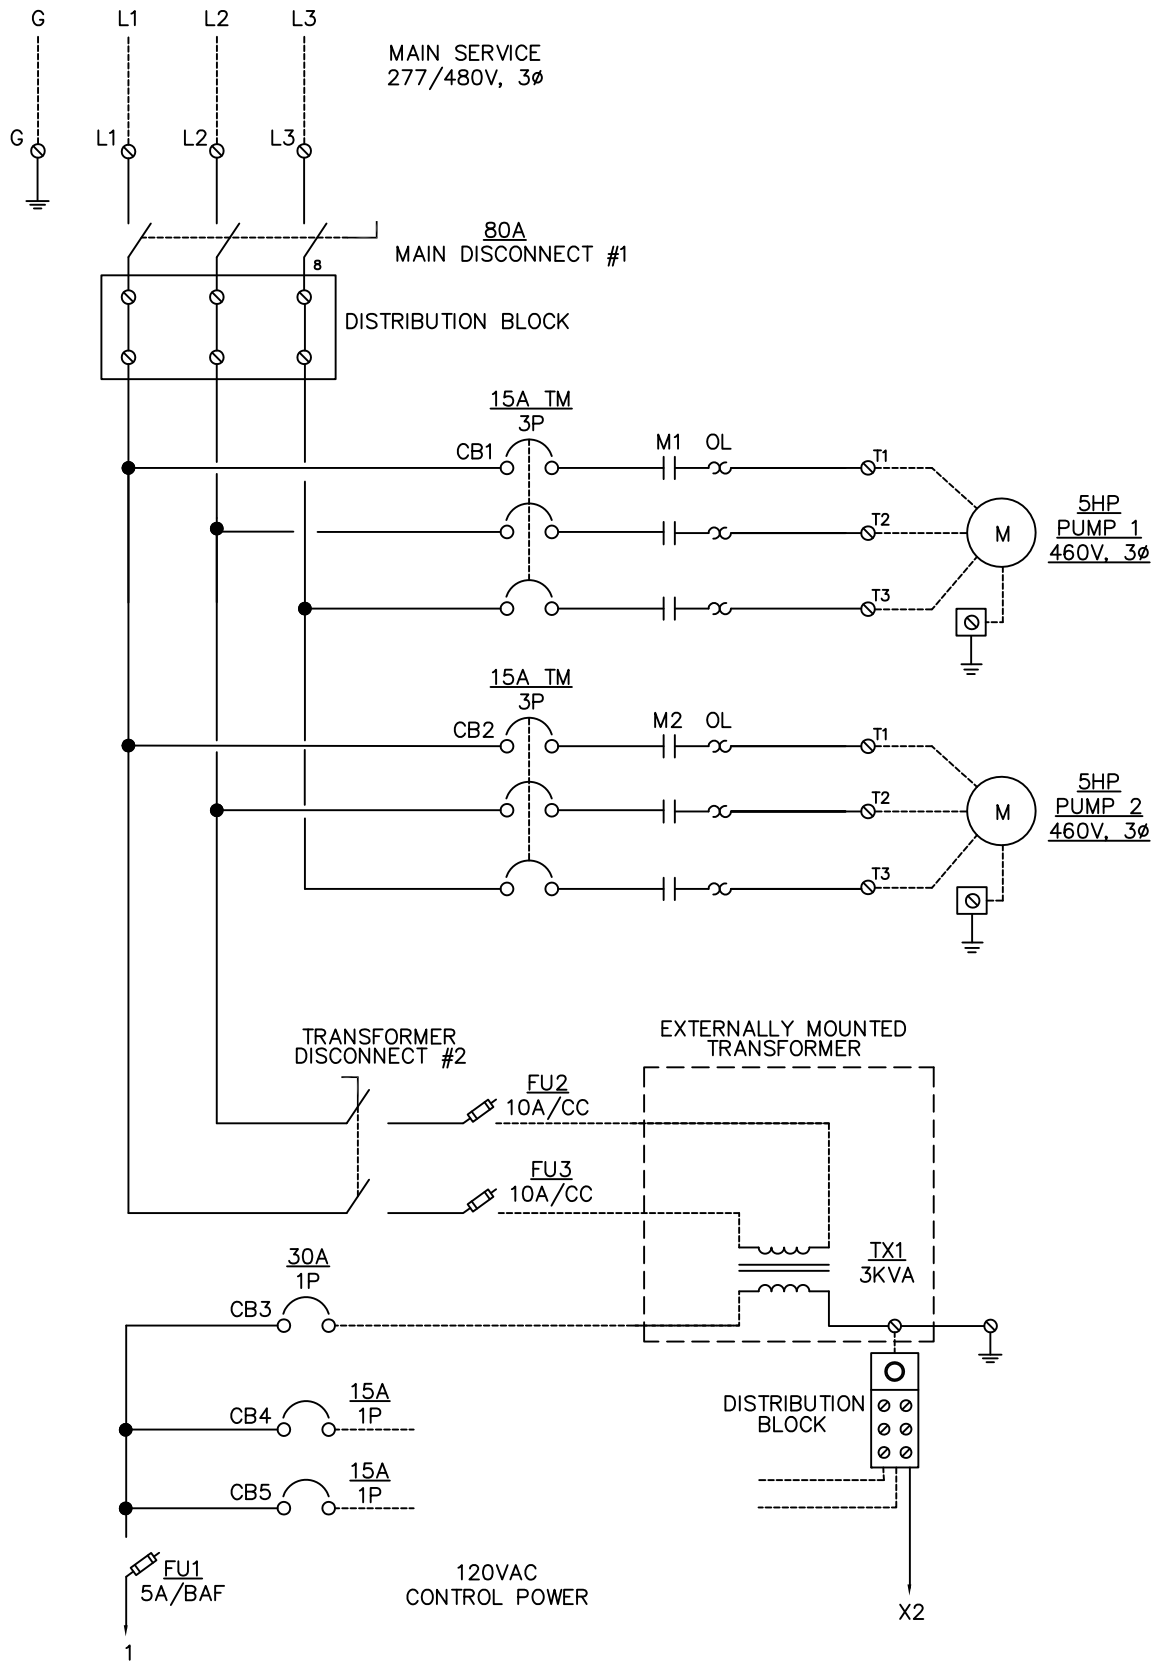 G
L1
L2
L3
MAIN SERVICE
277/480V, 3ø
G
L1
L2
L3
80A
MAIN DISCONNECT #1
8
DISTRIBUTION BLOCK
15A TM
3P
CB1
M1
OL
T1
T2
T3
M
5HP
PUMP 1
460V, 3ø
15A TM
3P
CB2
M2
OL
T1
T2
T3
M
5HP
PUMP 2
460V, 3ø
TRANSFORMER
DISCONNECT #2
EXTERNALLY MOUNTED
TRANSFORMER
FU2
10A/CC
FU3
10A/CC
TX1
3KVA
30A
1P
CB3
15A
1P
CB4
15A
1P
CB5
DISTRIBUTION
BLOCK
FU1
5A/BAF
120VAC
CONTROL POWER
X2
1